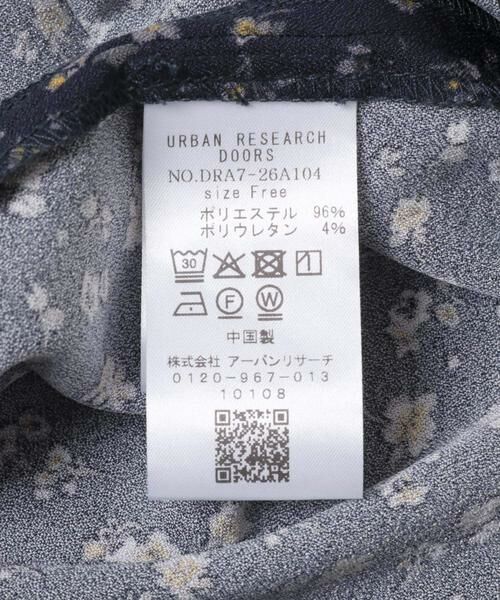 URBAN RESEARCH
DOORS
NO.DRA7-26A104
size Free
ポリエステル 96%
ポリウレタン 4%
30
F W
中国製
株式会社 アーバンリサーチ
0120-967-013
10108